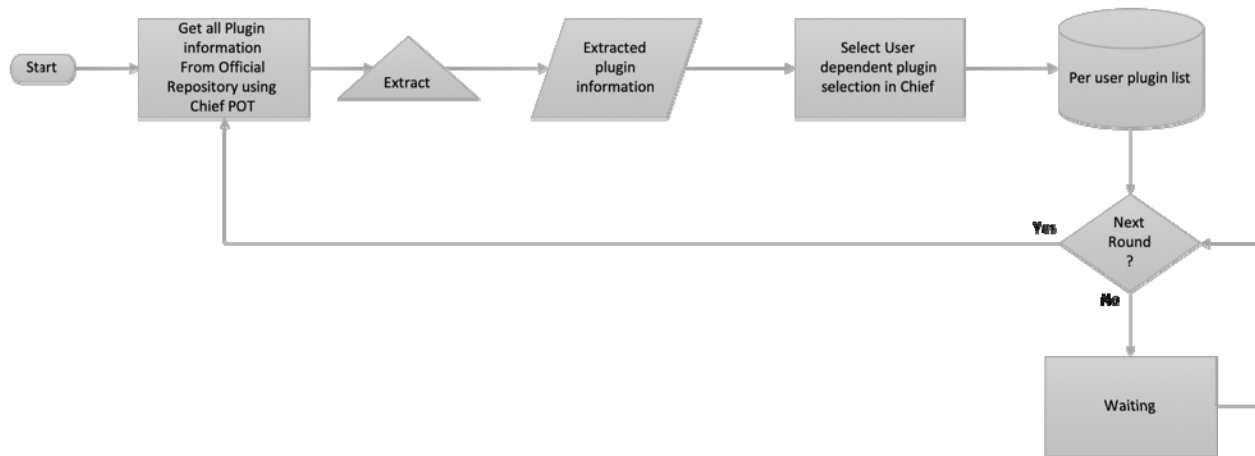 Start
Get all Plugin
information
From Official
Repository using
Chief POT
Extract
Extracted
plugin
information
Select User
dependent plugin
selection in Chief
Per user plugin list
Yes
Next
Round
?
No
Waiting